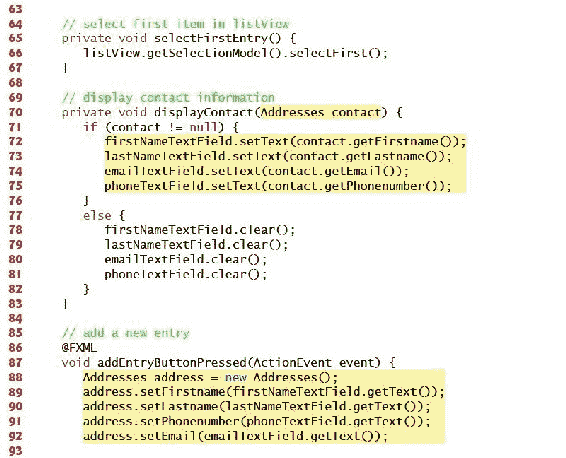 63
64 // select first item in listView
65 private void selectFirstEntry() {
66 listView.getSelectionModel().selectFirst();
67 }
68
69 // display contact information
70 private void displayContact(Addresses contact) {
71 if (contact != null) {
72 firstNameTextField.setText(contact.getFirstname());
73 lastNameTextField.setText(contact.getLastname());
74 emailTextField.setText(contact.getEmail());
75 phoneTextField.setText(contact.getPhonenumber());
76 }
77 else {
78 firstNameTextField.clear();
79 lastNameTextField.clear();
80 emailTextField.clear();
81 phoneTextField.clear();
82 }
83 }
84
85 // add a new entry
86 @FXML
87 void addEntryButtonPressed(ActionEvent event) {
88 Addresses address = new Addresses();
89 address.setFirstname(firstNameTextField.getText());
90 address.setLastname(lastNameTextField.getText());
91 address.setPhonenumber(phoneTextField.getText());
92 address.setEmail(emailTextField.getText());
93